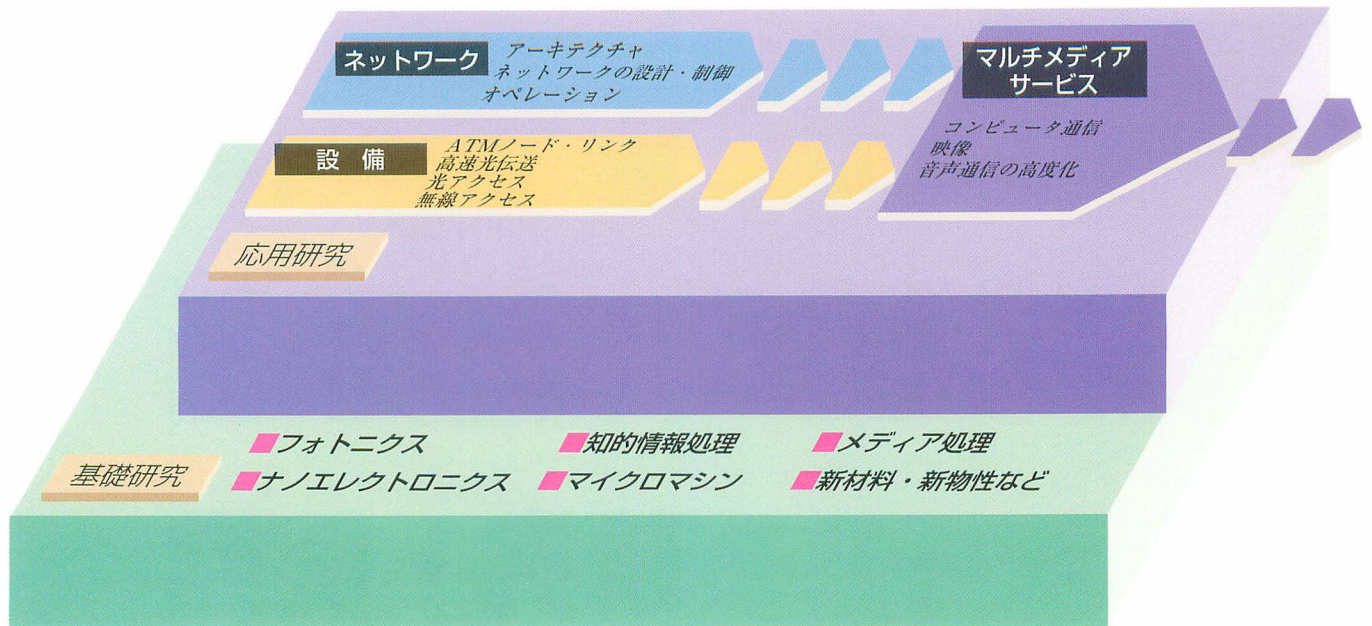 ネットワーク
アーキテクチャ
ネットワークの設計・制御
オペレーション
マルチメディア
サービス
コンピュータ通信
映像
音声通信の高度化
設備
ATMノード・リンク
高速光伝送
光アクセス
無線アクセス
応用研究
■フォトニクス
■知的情報処理
■メディア処理
基礎研究
■ナノエレクトロニクス
■マイクロマシン
■新材料・新物性など